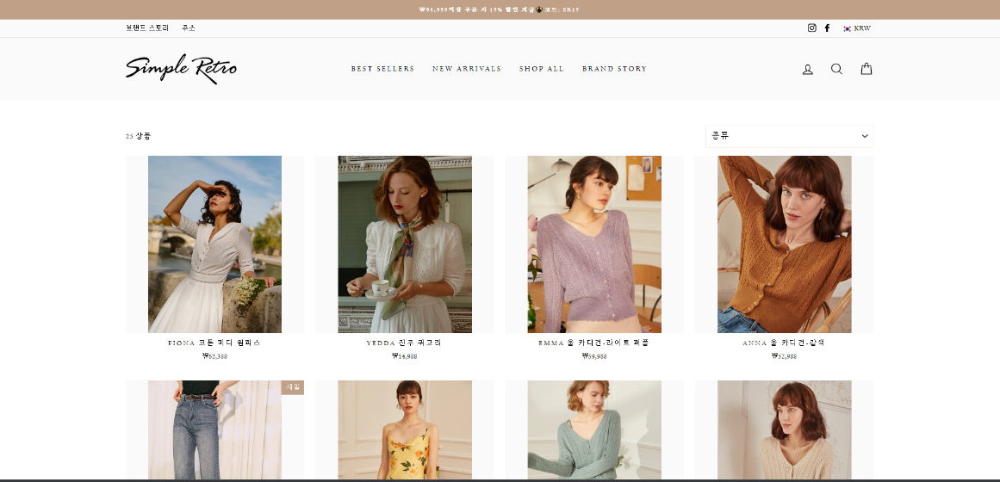 ₩94,999이상 주문 시 15% 할인 지금 코드: SR15
브랜드 스토리 주소
KRW
Simple Retro
BEST SELLERS NEW ARRIVALS SHOP ALL BRAND STORY
25 상품
종류
FIONA 코튼 미디 원피스
₩62,388
YEDDA 진주 귀고리
₩14,988
EMMA 울 카디건-라이트 퍼플
₩59,988
ANNA 울 카디건-갈색
₩52,988
세일